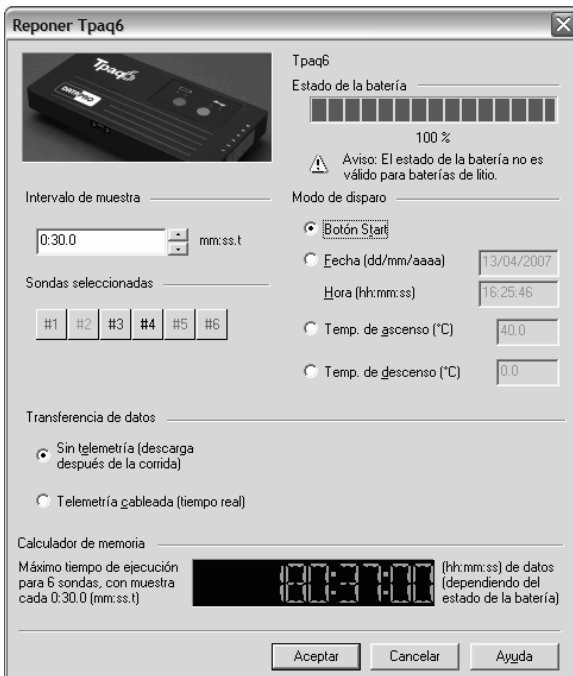 Reponer Tpaq6
Tpaq6
DATAPAQ
Tpaq6
Estado de la batería
100 %
Aviso: El estado de la batería no es
válido para baterías de litio.
Intervalo de muestra
0:30.0 mm:ss.t
Sondas seleccionadas
#1 #2 #3 #4 #5 #6
Modo de disparo
Botón Start
Fecha (dd/mm/aaaa) 13/04/2007
Hora (hh:mm:ss) 16:25:46
Temp. de ascenso (°C) 40.0
Temp. de descenso (°C) 0.0
Transferencia de datos
Sin telemetría (descarga
después de la corrida)
Telemetría cableada (tiempo real)
Calculador de memoria
Máximo tiempo de ejecución
para 6 sondas, con muestra
cada 0:30.0 (mm:ss.t)
180:37:00
(hh:mm:ss) de datos
(dependiendo del
estado de la batería)
Aceptar Cancelar Ayuda